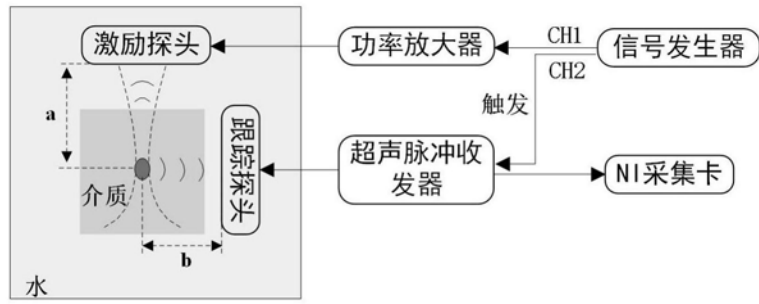 激励探头
功率放大器
CH1
信号发生器
CH2
a
触发
跟踪探头
超声脉冲收
发器
NI采集卡
介质
b
水